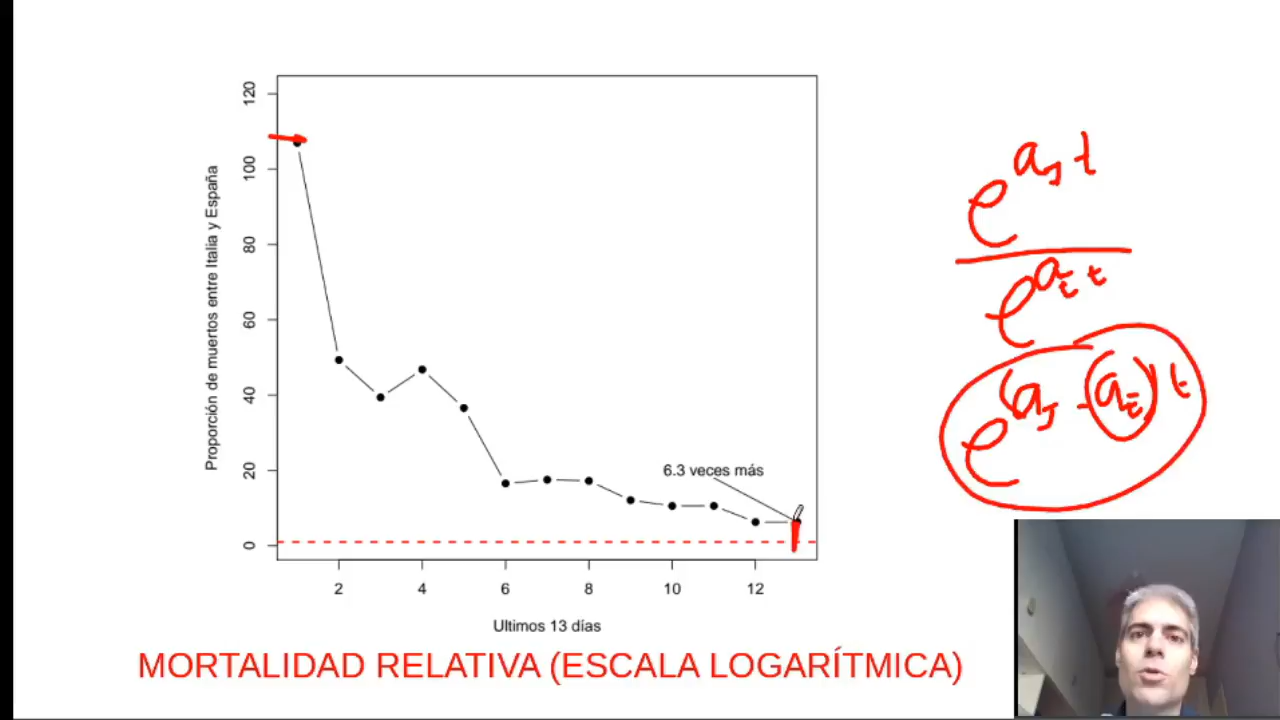 120
100
80
60
40
20
0
Proporción de muertos entre Italia y España
6.3 veces más
2 4 6 8 10 12
Ultimos 13 días
MORTALIDAD RELATIVA (ESCALA LOGARÍTMICA)